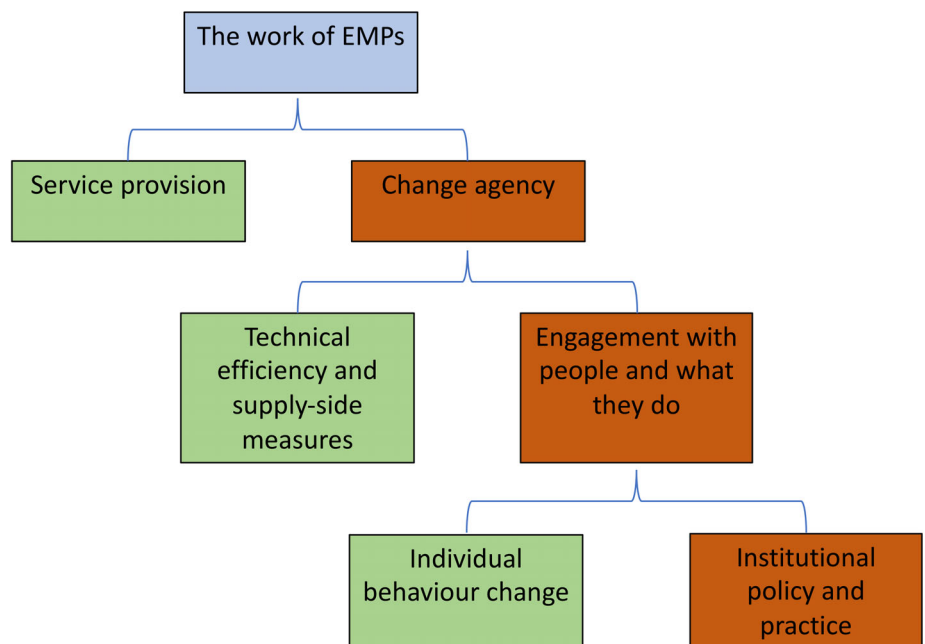 The work of EMPs
Service provision
Change agency
Technical
efficiency and
supply-side
measures
Engagement with
people and what
they do
Individual
behaviour change
Institutional
policy and
practice